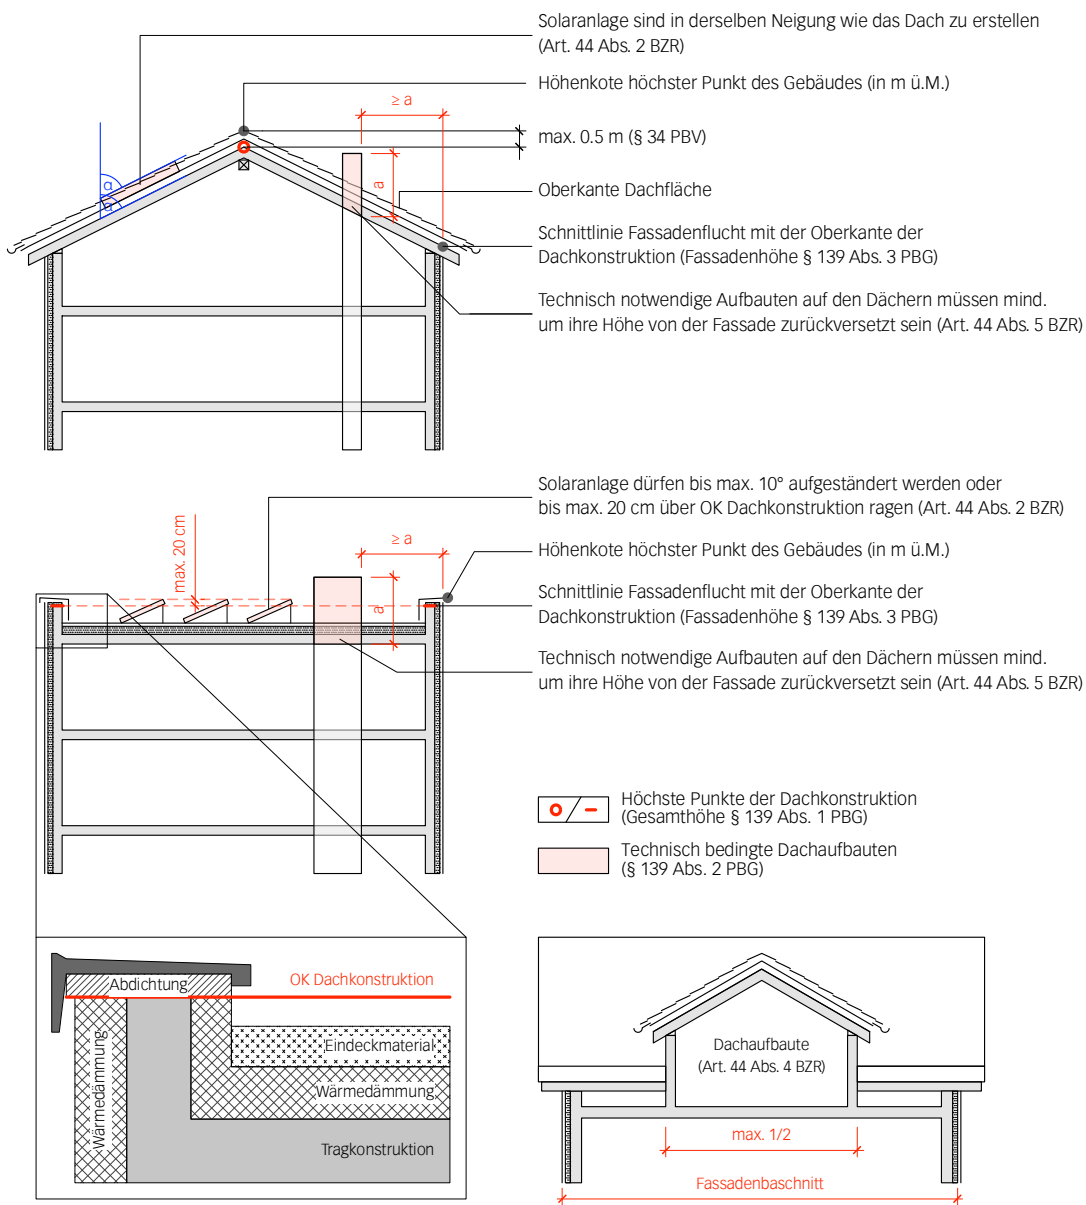 Solaranlage sind in derselben Neigung wie das Dach zu erstellen
(Art. 44 Abs. 2 BZR)
Höhenkote höchster Punkt des Gebäudes (in m ü.M.)
≥ a
max. 0.5 m (§ 34 PBV)
α
α
a
Oberkante Dachfläche
Schnittlinie Fassadenflucht mit der Oberkante der
Dachkonstruktion (Fassadenhöhe § 139 Abs. 3 PBG)
Technisch notwendige Aufbauten auf den Dächern müssen mind.
um ihre Höhe von der Fassade zurückversetzt sein (Art. 44 Abs. 5 BZR)
Solaranlage dürfen bis max. 10° aufgeständert werden oder
bis max. 20 cm über OK Dachkonstruktion ragen (Art. 44 Abs. 2 BZR)
max. 20 cm
≥ a
Höhenkote höchster Punkt des Gebäudes (in m ü.M.)
a
Schnittlinie Fassadenflucht mit der Oberkante der
Dachkonstruktion (Fassadenhöhe § 139 Abs. 3 PBG)
Technisch notwendige Aufbauten auf den Dächern müssen mind.
um ihre Höhe von der Fassade zurückversetzt sein (Art. 44 Abs. 5 BZR)
Höchste Punkte der Dachkonstruktion
(Gesamthöhe § 139 Abs. 1 PBG)
Technisch bedingte Dachaufbauten
(§ 139 Abs. 2 PBG)
Abdichtung
OK Dachkonstruktion
Eindeckmaterial
Wärmedämmung
Wärmedämmung
Tragkonstruktion
Dachaufbaute
(Art. 44 Abs. 4 BZR)
max. 1/2
Fassadenbaschnitt